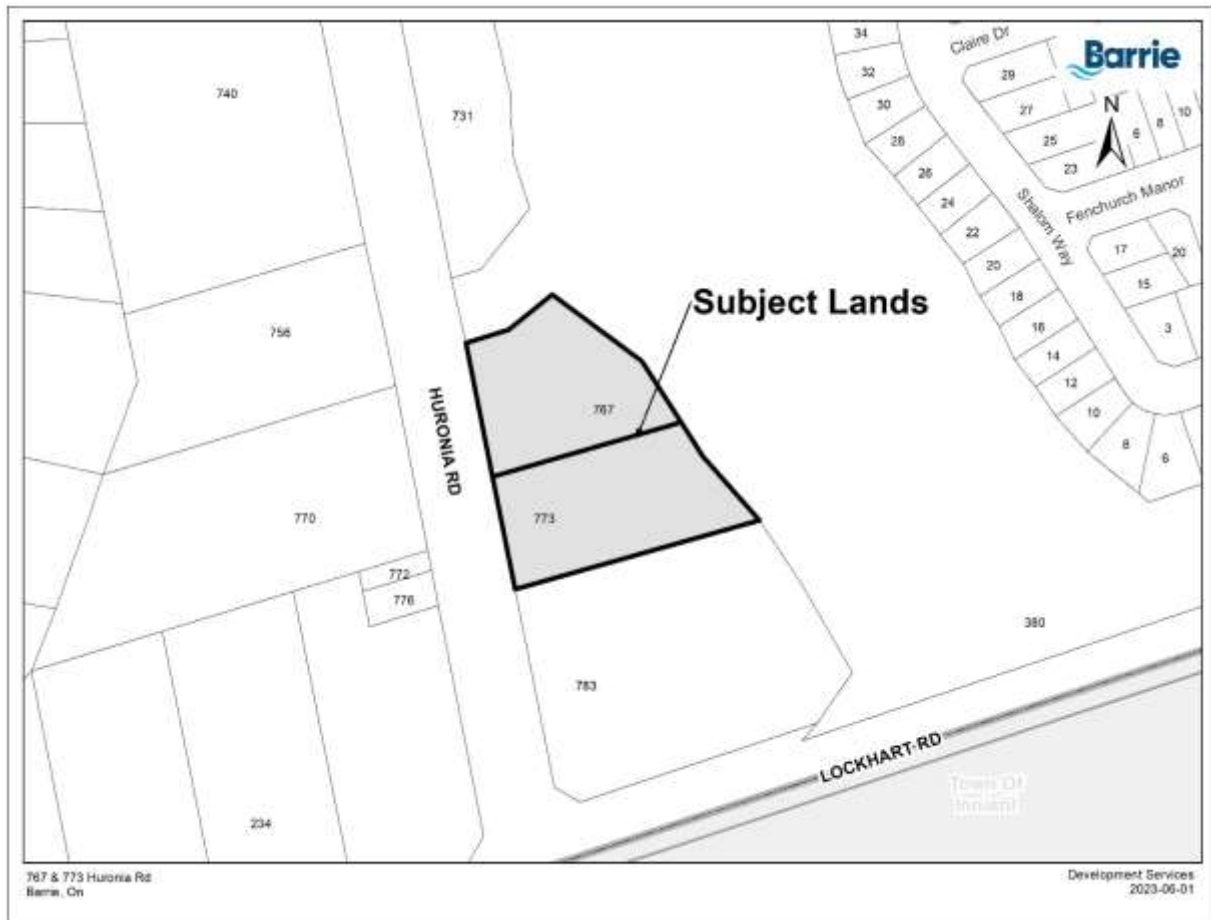 34
Claire Dr
Barrie
32
29
740
30
27
N
731
28
25
6
8
10
26
23
24
Fenchurch Manor
22
Shalom Way
17
20
20
15
18
Subject Lands
16
3
756
14
12
HURONIA RD
767
10
8
6
770
773
772
776
380
783
LOCKHART RD
Town Of
Innisfil
234
767 & 773 Huronia Rd
Barrie, On
Development Services
2023-06-01